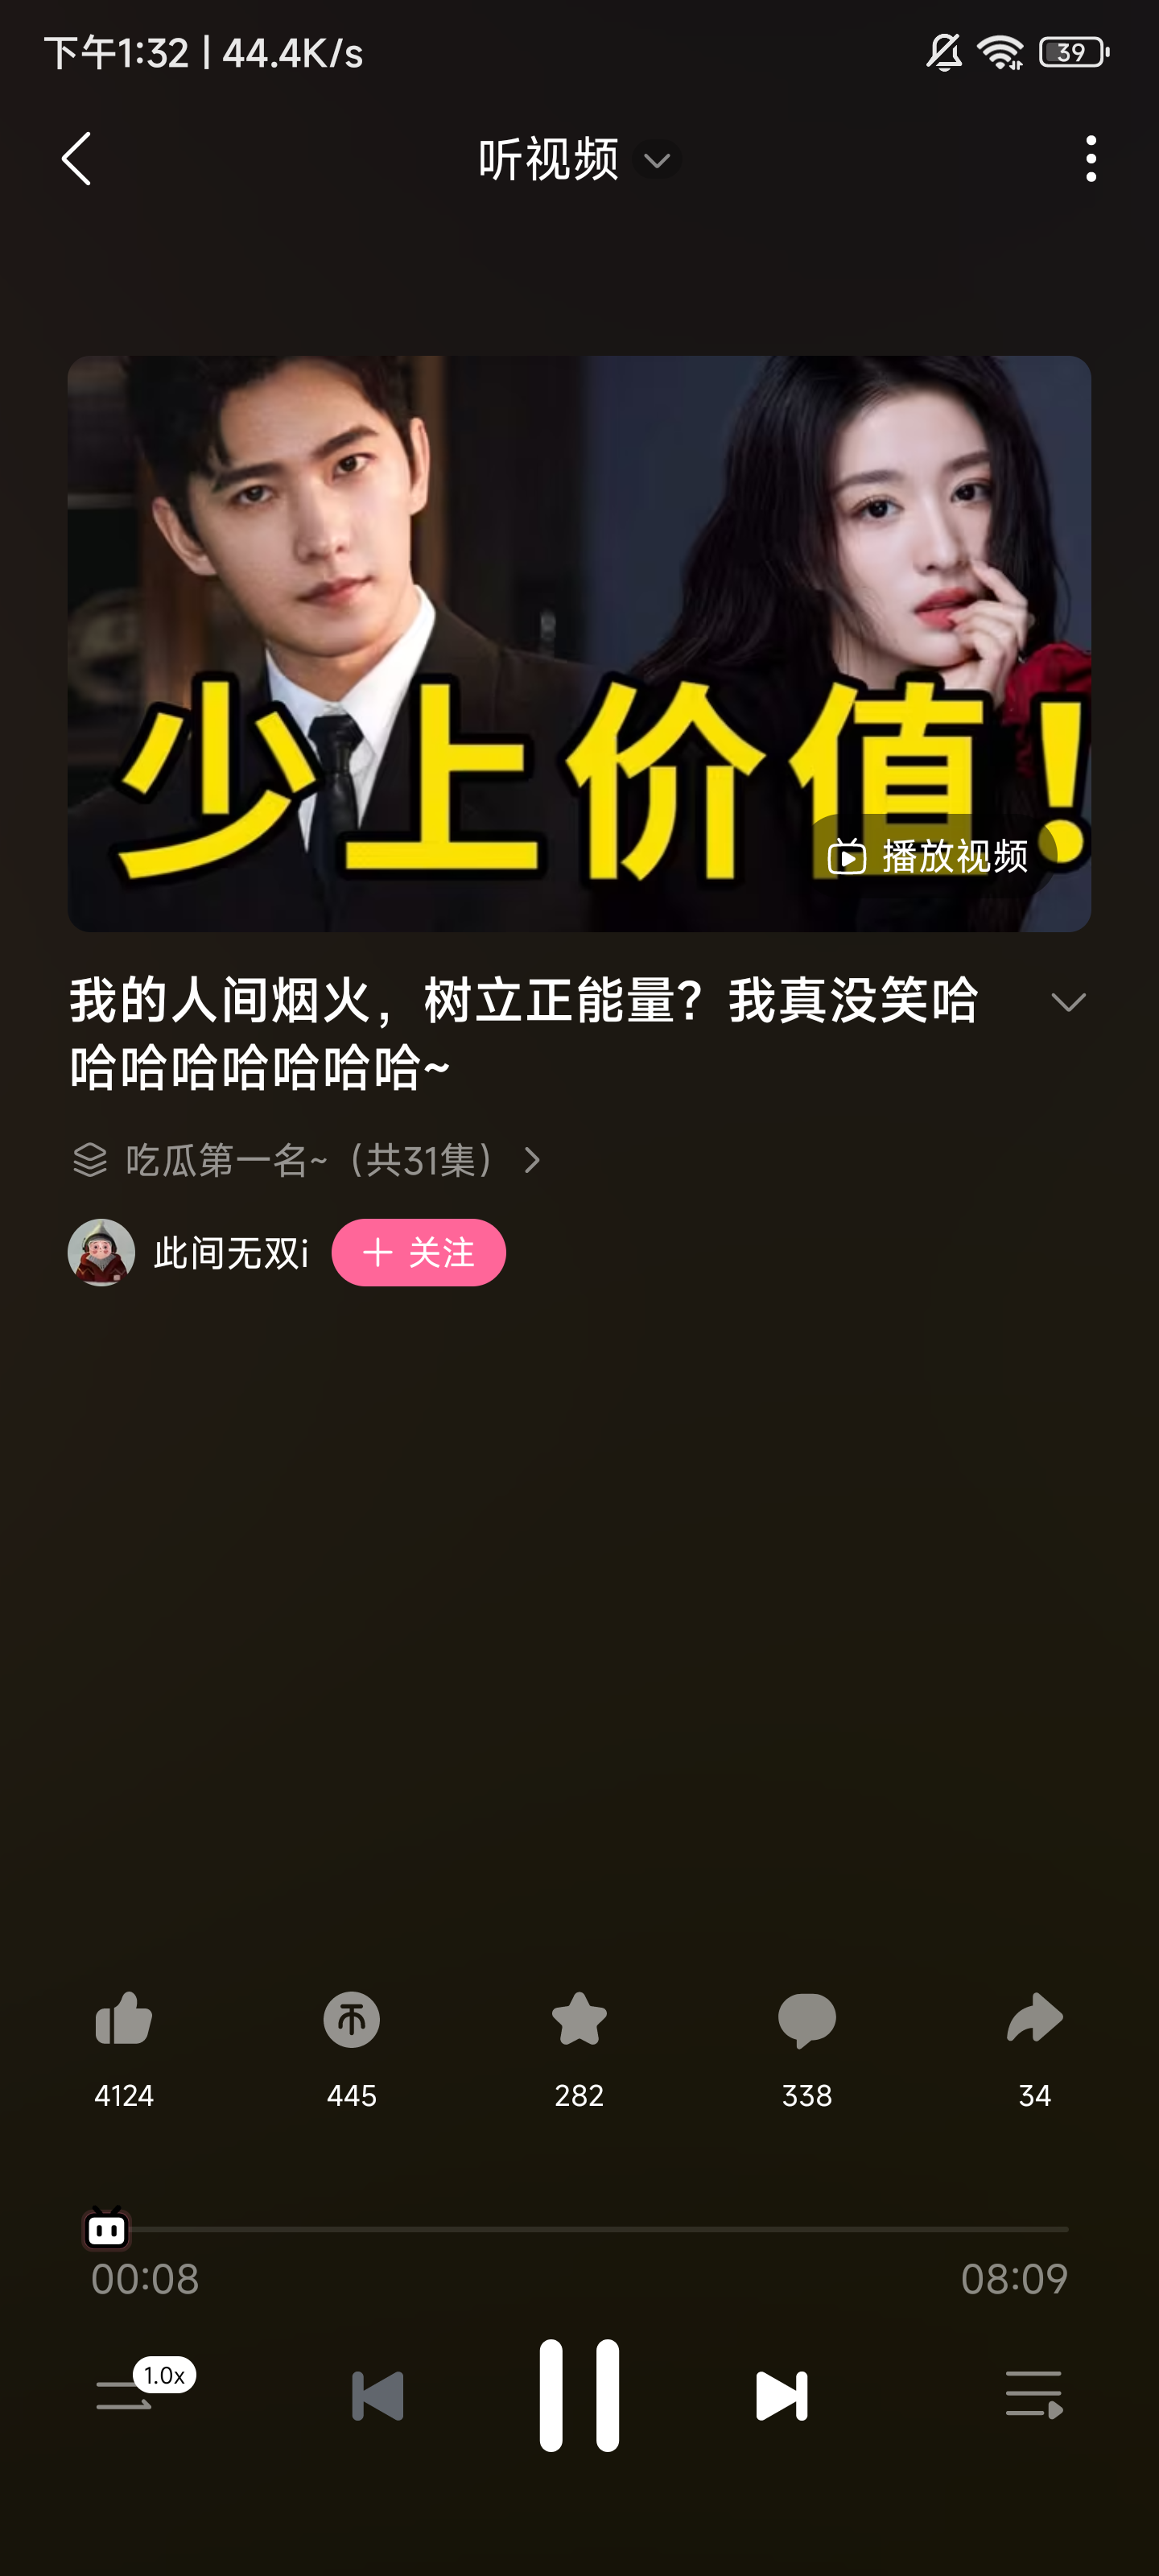 下午1:32 | 44.4K/s
39
听视频
少上价值！
播放视频
我的人间烟火，树立正能量？我真没笑哈
哈哈哈哈哈哈哈~
吃瓜第一名~（共31集）
此间无双i
关注
4124
445
282
338
34
00:08
08:09
1.0x